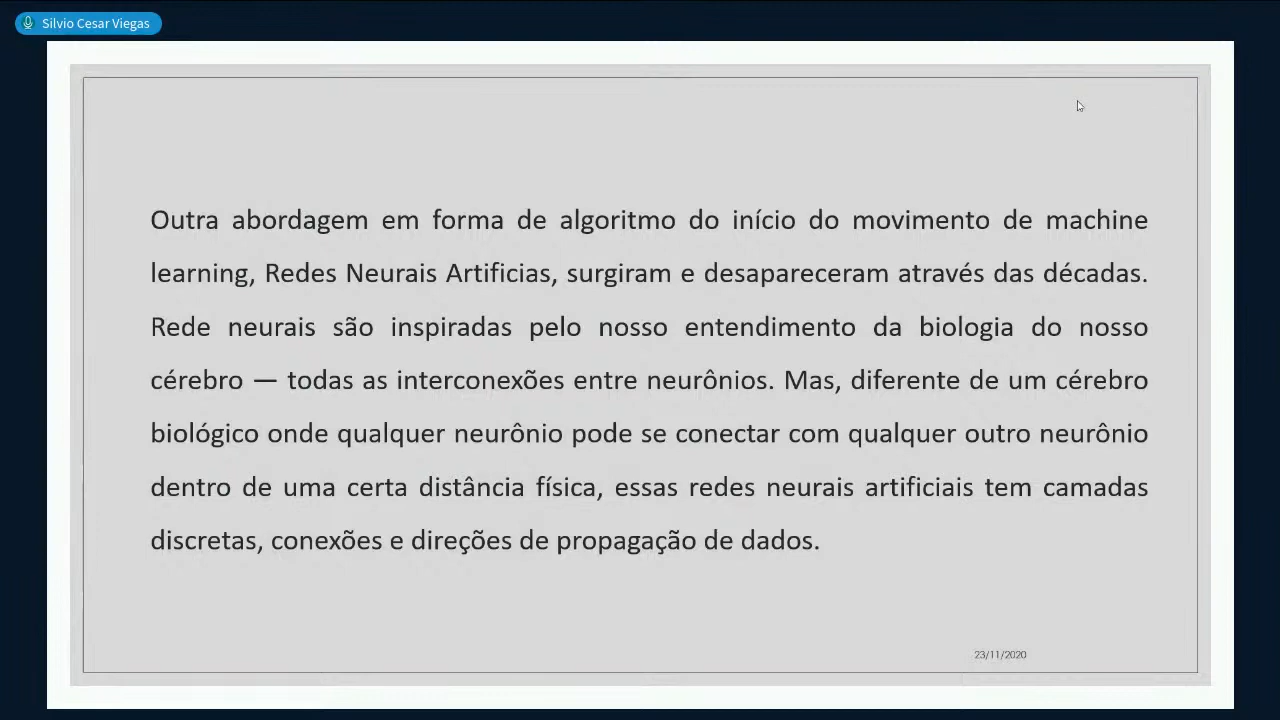 Silvio Cesar Viegas
Outra abordagem em forma de algoritmo do início do movimento de machine
learning, Redes Neurais Artificias, surgiram e desapareceram através das décadas.
Rede neurais são inspiradas pelo nosso entendimento da biologia do nosso
cérebro — todas as interconexões entre neurônios. Mas, diferente de um cérebro
biológico onde qualquer neurônio pode se conectar com qualquer outro neurônio
dentro de uma certa distância física, essas redes neurais artificiais tem camadas
discretas, conexões e direções de propagação de dados.
23/11/2020